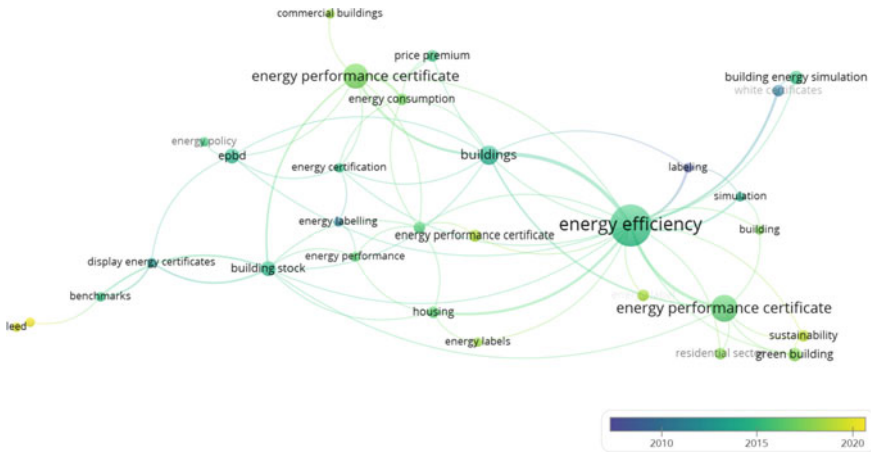 commercial buildings
price premium
energy performance certificate
building energy simulation
white certificates
energy consumption
energy policy
epbd
buildings
energy certification
labeling
simulation
energy labelling
energy efficiency
building
energy performance certificate
energy performance
display energy certificates
building stock
benchmarks
housing
energy performance certificate
leed
sustainability
energy labels
residential sector
green building
2010
2015
2020